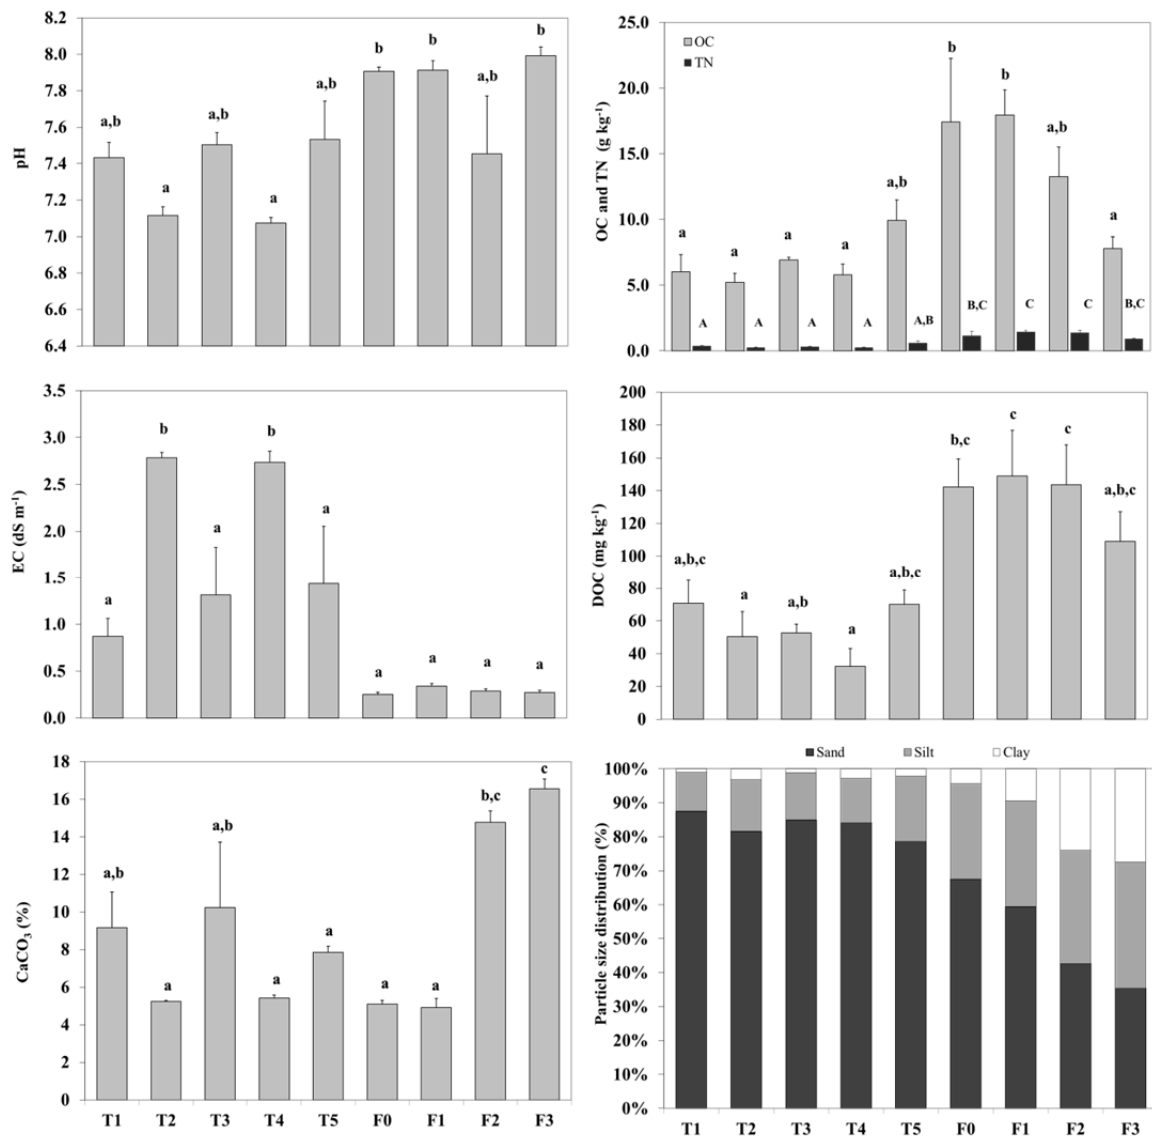 8.2
8.0
7.8
7.6
7.4
7.2
7.0
6.8
6.6
6.4
pH
a,b
a
a,b
a
a,b
b
b
a,b
b
25.0
20.0
15.0
10.0
5.0
0.0
OC and TN (g kg-1)
OC
TN
a
a
a
a
a,b
b
b
a,b
a
A
A
A
A
A,B
B,C
C
C
B,C
3.5
3.0
2.5
2.0
1.5
1.0
0.5
0.0
EC (dS m-1)
a
b
a
b
a
a
a
a
a
200
180
160
140
120
100
80
60
40
20
0
DOC (mg kg-1)
a,b,c
a
a,b
a
a,b,c
b,c
c
c
a,b,c
18
16
14
12
10
8
6
4
2
0
CaCO3 (%)
a,b
a
a,b
a
a
a
a
b,c
c
T1 T2 T3 T4 T5 F0 F1 F2 F3
Sand Silt Clay
100%
90%
80%
70%
60%
50%
40%
30%
20%
10%
0%
Particle size distribution (%)
T1 T2 T3 T4 T5 F0 F1 F2 F3